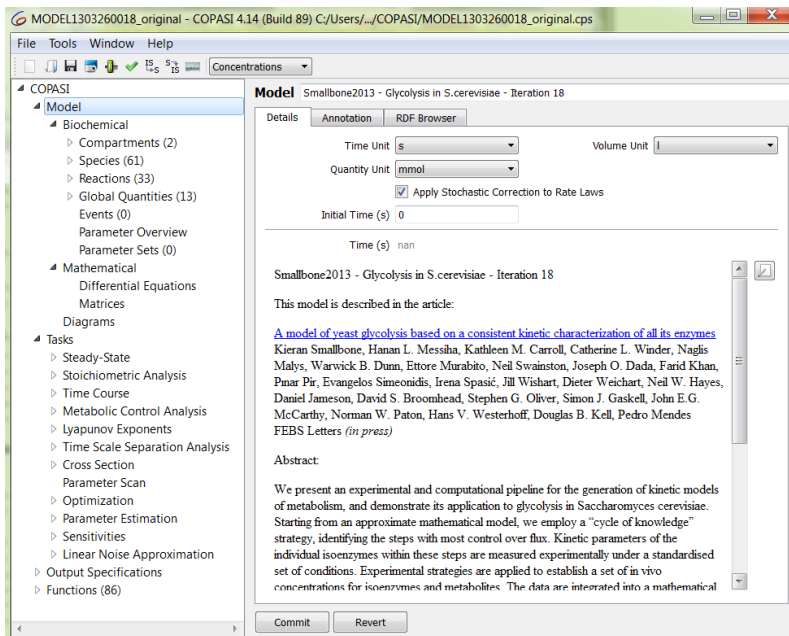 MODEL1303260018_original - COPASI 4.14 (Build 89) C:/Users/.../COPASI/MODEL1303260018_original.cps
File Tools Window Help
Concentrations
COPASI
Model
Biochemical
Compartments (2)
Species (61)
Reactions (33)
Global Quantities (13)
Events (0)
Parameter Overview
Parameter Sets (0)
Mathematical
Differential Equations
Matrices
Diagrams
Tasks
Steady-State
Stoichiometric Analysis
Time Course
Metabolic Control Analysis
Lyapunov Exponents
Time Scale Separation Analysis
Cross Section
Parameter Scan
Optimization
Parameter Estimation
Sensitivities
Linear Noise Approximation
Output Specifications
Functions (86)
Model Smallbone2013 - Glycolysis in S.cerevisiae - Iteration 18
Details Annotation RDF Browser
Time Unit s Volume Unit l
Quantity Unit mmol
Apply Stochastic Correction to Rate Laws
Initial Time (s) 0
Time (s) nan
Smallbone2013 - Glycolysis in S.cerevisiae - Iteration 18
This model is described in the article:
A model of yeast glycolysis based on a consistent kinetic characterization of all its enzymes
Kieran Smallbone, Hanan L. Messiha, Kathleen M. Carroll, Catherine L. Winder, Naglis
Malys, Warwick B. Dunn, Ettore Murabito, Neil Swainston, Joseph O. Dada, Farid Khan,
Pınar Pir, Evangelos Simeonidis, Irena Spasić, Jill Wishart, Dieter Weichart, Neil W. Hayes,
Daniel Jameson, David S. Broomhead, Stephen G. Oliver, Simon J. Gaskell, John E.G.
McCarthy, Norman W. Paton, Hans V. Westerhoff, Douglas B. Kell, Pedro Mendes
FEBS Letters (in press)
Abstract:
We present an experimental and computational pipeline for the generation of kinetic models
of metabolism, and demonstrate its application to glycolysis in Saccharomyces cerevisiae.
Starting from an approximate mathematical model, we employ a “cycle of knowledge”
strategy, identifying the steps with most control over flux. Kinetic parameters of the
individual isoenzymes within these steps are measured experimentally under a standardised
set of conditions. Experimental strategies are applied to establish a set of in vivo
concentrations for isoenzymes and metabolites. The data are integrated into a mathematical
Commit Revert